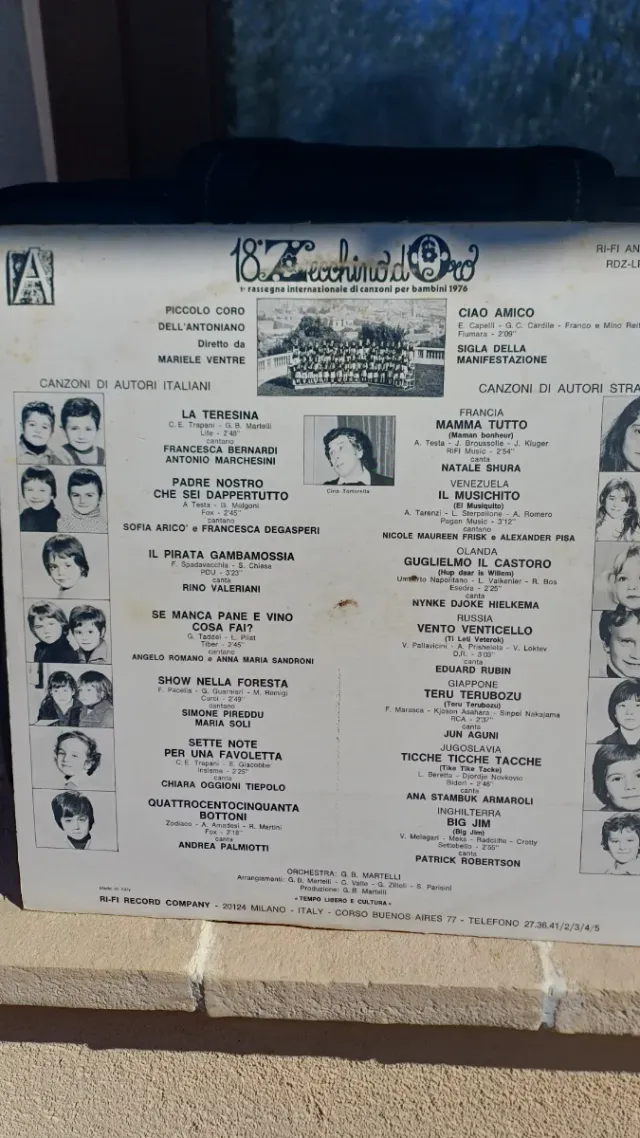 A
18° Zecchino d'Oro
1ª rassegna internazionale di canzoni per bambini 1976
RI-FI AN
RDZ-LP
PICCOLO CORO
DELL'ANTONIANO
Diretto da
MARIELE VENTRE
CIAO AMICO
E. Capelli - G. C. Cardile - Franco e Mino Reit
Fiumara - 2'09"
SIGLA DELLA
MANIFESTAZIONE
CANZONI DI AUTORI ITALIANI
LA TERESINA
C. E. Trapani - G. B. Martelli
Life - 2'48"
cantano
FRANCESCA BERNARDI
ANTONIO MARCHESINI
PADRE NOSTRO
CHE SEI DAPPERTUTTO
A Testa - G. Mulgoni
Fox - 2'45"
cantano
SOFIA ARICO' e FRANCESCA DEGASPERI
IL PIRATA GAMBAMOSSIA
F. Spadavecchia - S. Chiesa
PDU - 3'23"
canta
RINO VALERIANI
SE MANCA PANE E VINO
COSA FAI?
G. Taddei - L. Pilat
Tiber - 2'45"
cantano
ANGELO ROMANO e ANNA MARIA SANDRONI
SHOW NELLA FORESTA
F. Pacella - G. Guarnieri - M. Remigi
Curci - 2'49"
cantano
SIMONE PIREDDU
MARIA SOLI
SETTE NOTE
PER UNA FAVOLETTA
C. E. Trapani - E. Giacobbe
Insieme - 2'25"
canta
CHIARA OGGIONI TIEPOLO
QUATTROCENTOCINQUANTA
BOTTONI
Zodiaco - A. Amadesi - R. Martini
Fox - 2'18"
canta
ANDREA PALMIOTTI
Cino Tortorella
CANZONI DI AUTORI STRA
FRANCIA
MAMMA TUTTO
(Maman bonheur)
A. Testa - J. Broussolle - J. Kluger
RIFI Music - 2'54"
canta
NATALE SHURA
VENEZUELA
IL MUSICHITO
(El Musiquito)
A. Tarenzi - L. Sterpellone - A. Romero
Pagan Music - 3'12"
cantano
NICOLE MAUREEN FRISK e ALEXANDER PISA
OLANDA
GUGLIELMO IL CASTORO
(Hup daar is Willem)
Umberto Napolitano - L. Valkenier - R. Bos
Esedra - 2'25"
canta
NYNKE DJOKE HIELKEMA
RUSSIA
VENTO VENTICELLO
(Ti Leti Veterok)
V. Pallavicini - A. Prishelets - V. Loktev
D.R. - 3'03"
canta
EDUARD RUBIN
GIAPPONE
TERU TERUBOZU
(Teru Terubozu)
F. Maresca - Kjoson Asahara - Sinpei Nakajama
RCA - 2'37"
canta
JUN AGUNI
JUGOSLAVIA
TICCHE TICCHE TACCHE
(Tike Tike Tacke)
L. Beretta - Djordje Novkovic
Bideri - 2'46"
canta
ANA STAMBUK ARMAROLI
INGHILTERRA
BIG JIM
(Big Jim)
V. Melegari - Meks - Radcliffe - Crotty
Settebello - 2'55"
canta
PATRICK ROBERTSON
ORCHESTRA: G. B. MARTELLI
Arrangiamenti: G. B. Martelli - C. Valle - G. Zilioli - S. Parisini
Produzione: G. B. Martelli
«TEMPO LIBERO E CULTURA»
Made in Italy
RI-FI RECORD COMPANY - 20124 MILANO - ITALY - CORSO BUENOS AIRES 77 - TELEFONO 27.36.41/2/3/4/5